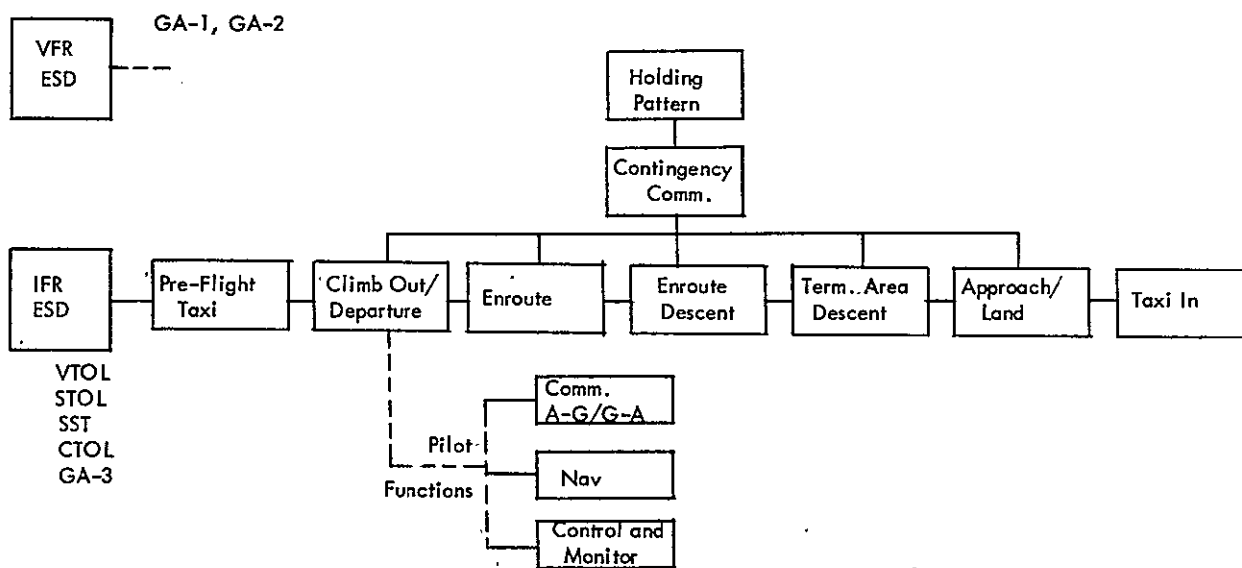 GA-1, GA-2
VFR
ESD
Holding
Pattern
Contingency
Comm.
IFR
ESD
Pre-Flight
Taxi
Climb Out/
Departure
Enroute
Enroute
Descent
Term..Area
Descent
Approach/
Land
Taxi In
VTOL
STOL
SST
CTOL
GA-3
Pilot
Functions
Comm.
A-G/G-A
Nav
Control and
Monitor